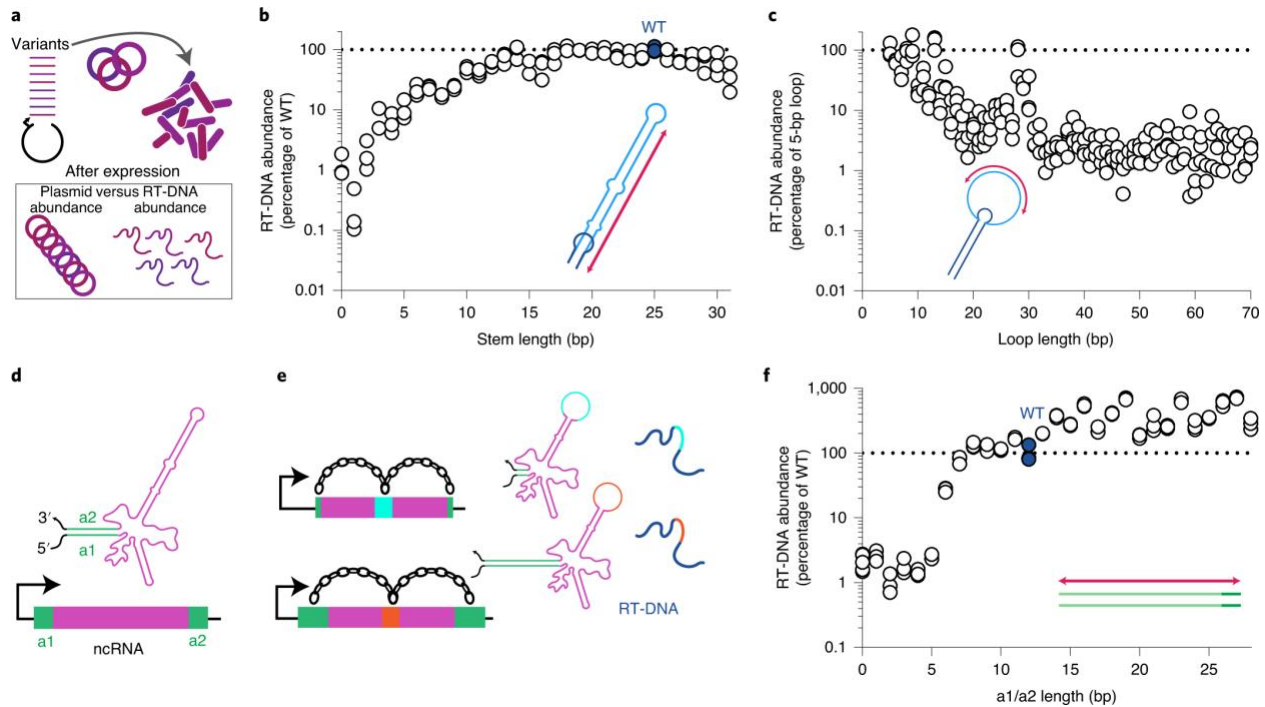 a
Variants
After expression
Plasmid versus RT-DNA
abundance
abundance
b
WT
RT-DNA abundance
(percentage of WT)
100
10
1
0.1
0.01
0
5
10
15
20
25
30
Stem length (bp)
c
RT-DNA abundance
(percentage of 5-bp loop)
100
10
1
0.1
0.01
0
10
20
30
40
50
60
70
Loop length (bp)
d
3′
a2
5′
a1
a1
a2
ncRNA
e
RT-DNA
f
RT-DNA abundance
(percentage of WT)
1,000
100
10
1
0.1
WT
0
5
10
15
20
25
a1/a2 length (bp)